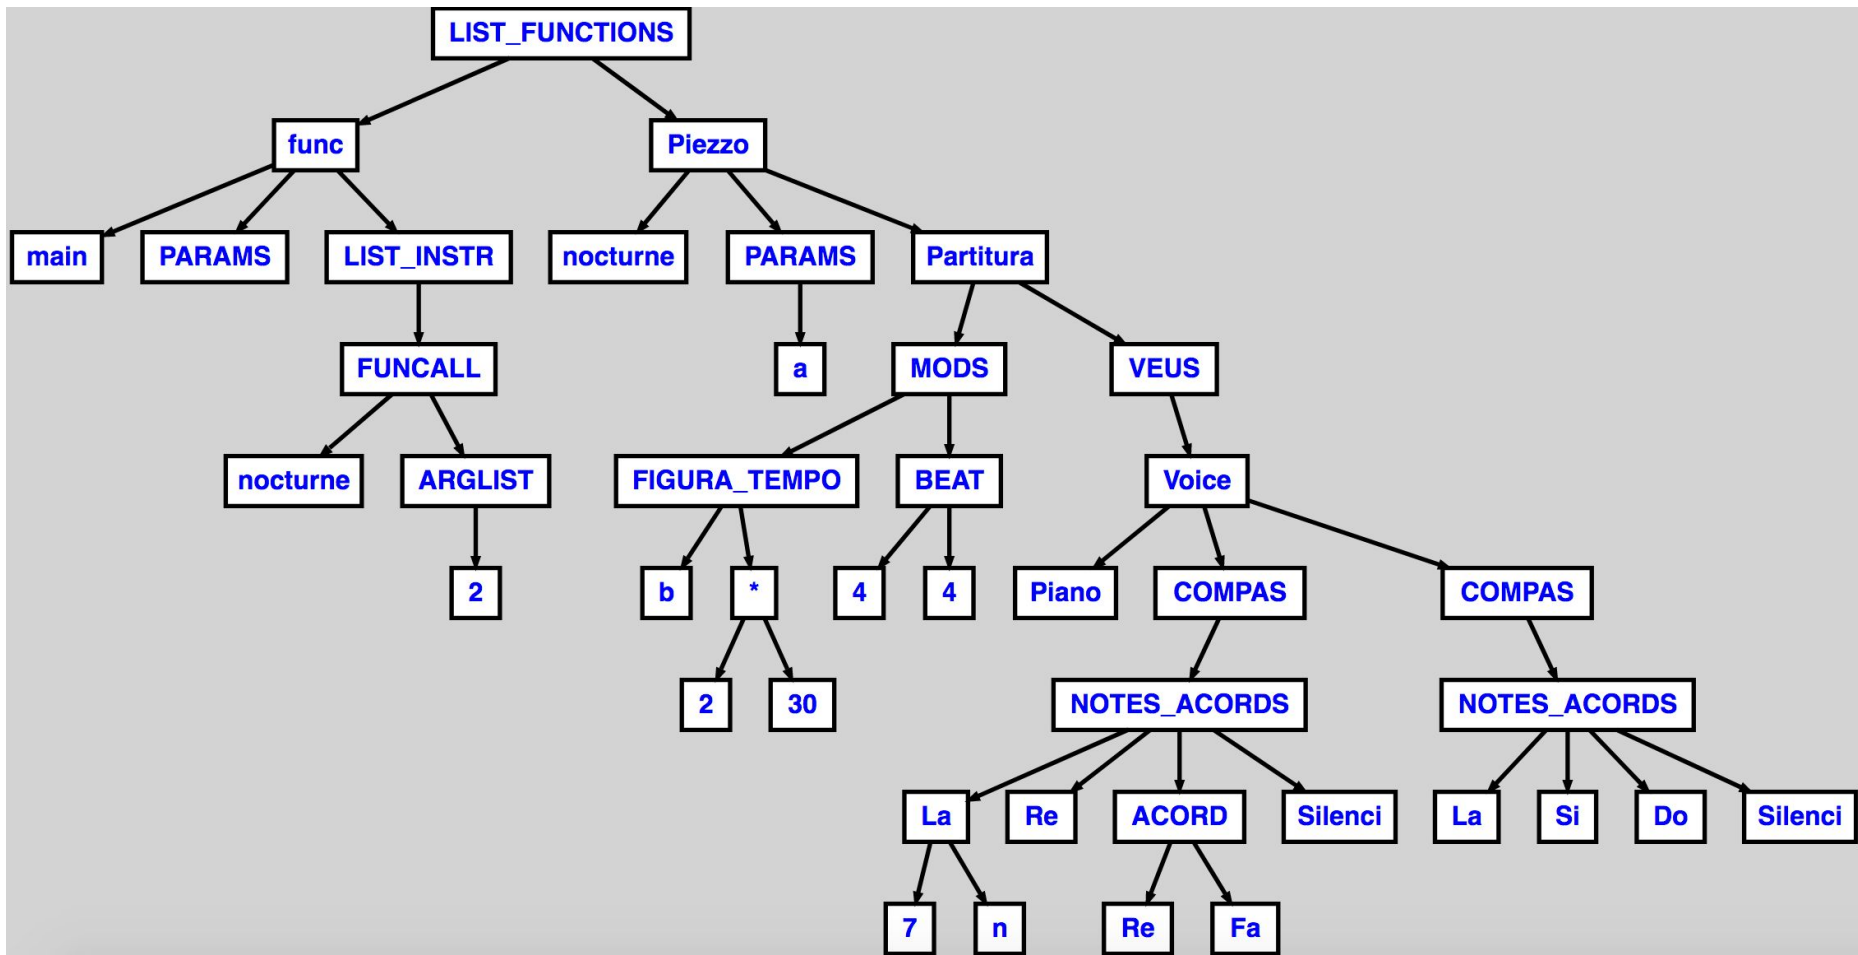 LIST_FUNCTIONS
func Piezzo
main PARAMS LIST_INSTR nocturne PARAMS Partitura
FUNCALL a MODS VEUS
nocturne ARGLIST FIGURA_TEMPO BEAT Voice
2 b * 4 4 Piano COMPAS COMPAS
2 30 NOTES_ACORDS NOTES_ACORDS
La Re ACORD Silenci La Si Do Silenci
7 n Re Fa